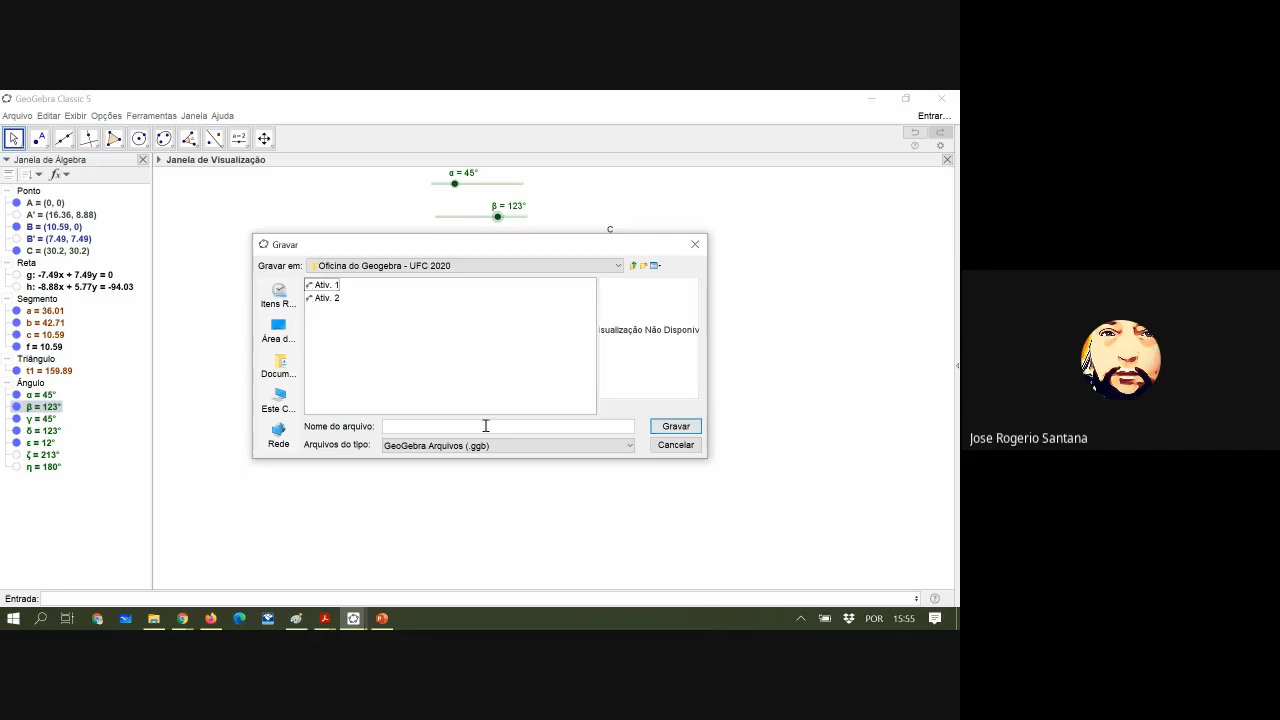 GeoGebra Classic 5
Arquivo Editar Exibir Opções Ferramentas Janela Ajuda
Entrar...
a=2
Janela de Álgebra
Janela de Visualização
Ponto
A = (0, 0)
A' = (16.36, 8.88)
B = (10.59, 0)
B' = (7.49, 7.49)
C = (30.2, 30.2)
Reta
g: -7.49x + 7.49y = 0
h: -8.88x + 5.77y = -94.03
Segmento
a = 36.01
b = 42.71
c = 10.59
f = 10.59
Triângulo
t1 = 159.89
Ângulo
α = 45°
β = 123°
γ = 45°
δ = 123°
ε = 12°
ζ = 213°
η = 180°
α = 45°
β = 123°
C
Gravar
Gravar em:
Oficina do Geogebra - UFC 2020
Itens R...
Área d...
Docum...
Este C...
Rede
Ativ. 1
Ativ. 2
sualização Não Disponív
Nome do arquivo:
Gravar
Arquivos do tipo:
GeoGebra Arquivos (.ggb)
Cancelar
Entrada:
POR
15:55
Jose Rogerio Santana